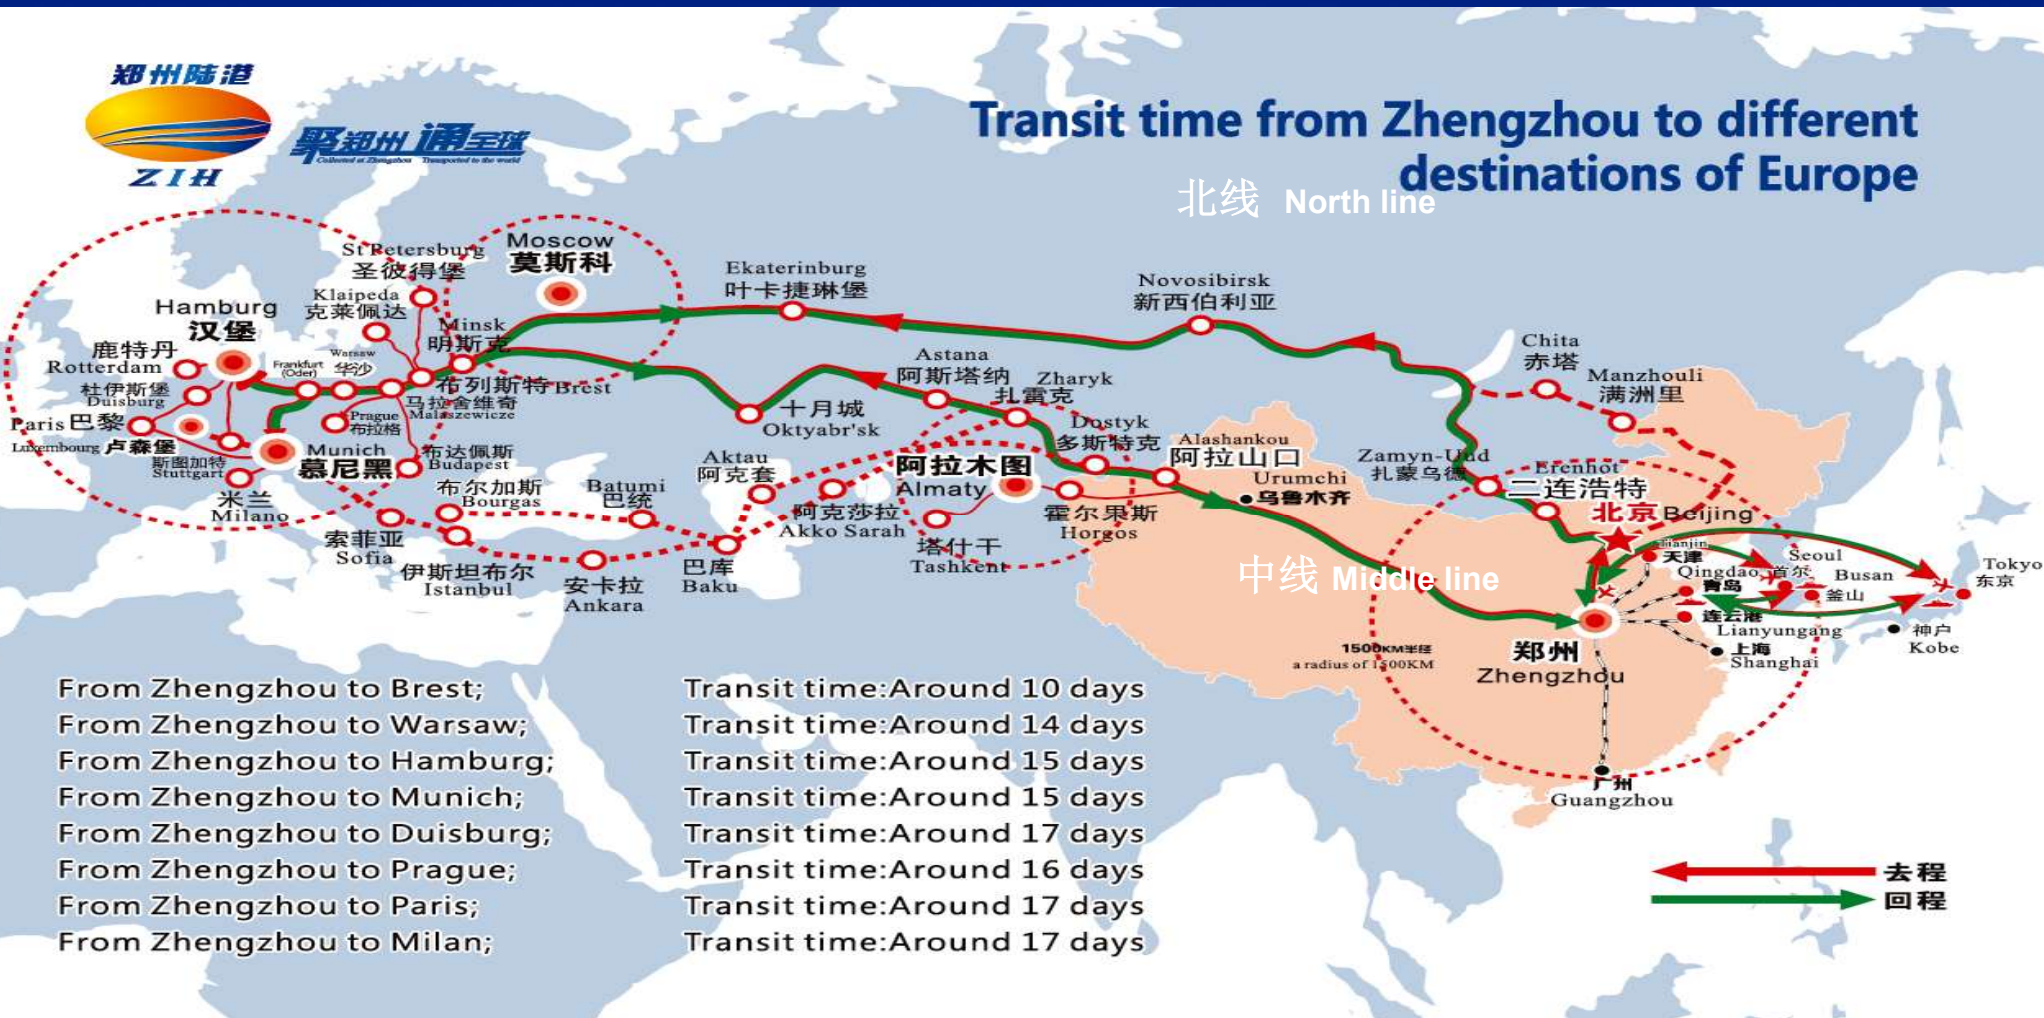 郑州陆港
ZIH
聚郑州 通全球
Collected at Zhengzhou Transported to the world
Transit time from Zhengzhou to different
destinations of Europe
北线 North line
St Petersburg
圣彼得堡
Moscow
莫斯科
Klaipeda
克莱佩达
Hamburg
汉堡
Minsk
明斯克
Ekaterinburg
叶卡捷琳堡
Novosibirsk
新西伯利亚
Chita
赤塔
Manzhouli
满洲里
鹿特丹
Rotterdam
Frankfurt
(Oder)
Warsaw
华沙
杜伊斯堡
Duisburg
布列斯特 Brest
马拉舍维奇
Malaszewicze
Paris 巴黎
Prague
布拉格
Luxembourg 卢森堡
斯图加特
Stuttgart
Munich
慕尼黑
布达佩斯
Budapest
米兰
Milano
Astana
阿斯塔纳
Zharyk
扎雷克
十月城
Oktyabr'sk
Dostyk
多斯特克
Alashankou
阿拉山口
Urumchi
乌鲁木齐
Zamyn-Uud
扎蒙乌德
Erenhot
二连浩特
北京 Beijing
Tianjin
天津
Aktau
阿克套
阿拉木图
Almaty
布尔加斯
Bourgas
Batumi
巴统
阿克莎拉
Akko Sarah
霍尔果斯
Horgos
塔什干
Tashkent
索菲亚
Sofia
伊斯坦布尔
Istanbul
安卡拉
Ankara
巴库
Baku
中线 Middle line
Qingdao
青岛
Seoul
首尔
Busan
釜山
Tokyo
东京
连云港
Lianyungang
神户
Kobe
上海
Shanghai
1500KM半径
a radius of 1500KM
郑州
Zhengzhou
广州
Guangzhou
From Zhengzhou to Brest; Transit time:Around 10 days
From Zhengzhou to Warsaw; Transit time:Around 14 days
From Zhengzhou to Hamburg; Transit time:Around 15 days
From Zhengzhou to Munich; Transit time:Around 15 days
From Zhengzhou to Duisburg; Transit time:Around 17 days
From Zhengzhou to Prague; Transit time:Around 16 days
From Zhengzhou to Paris; Transit time:Around 17 days
From Zhengzhou to Milan; Transit time:Around 17 days
去程
回程